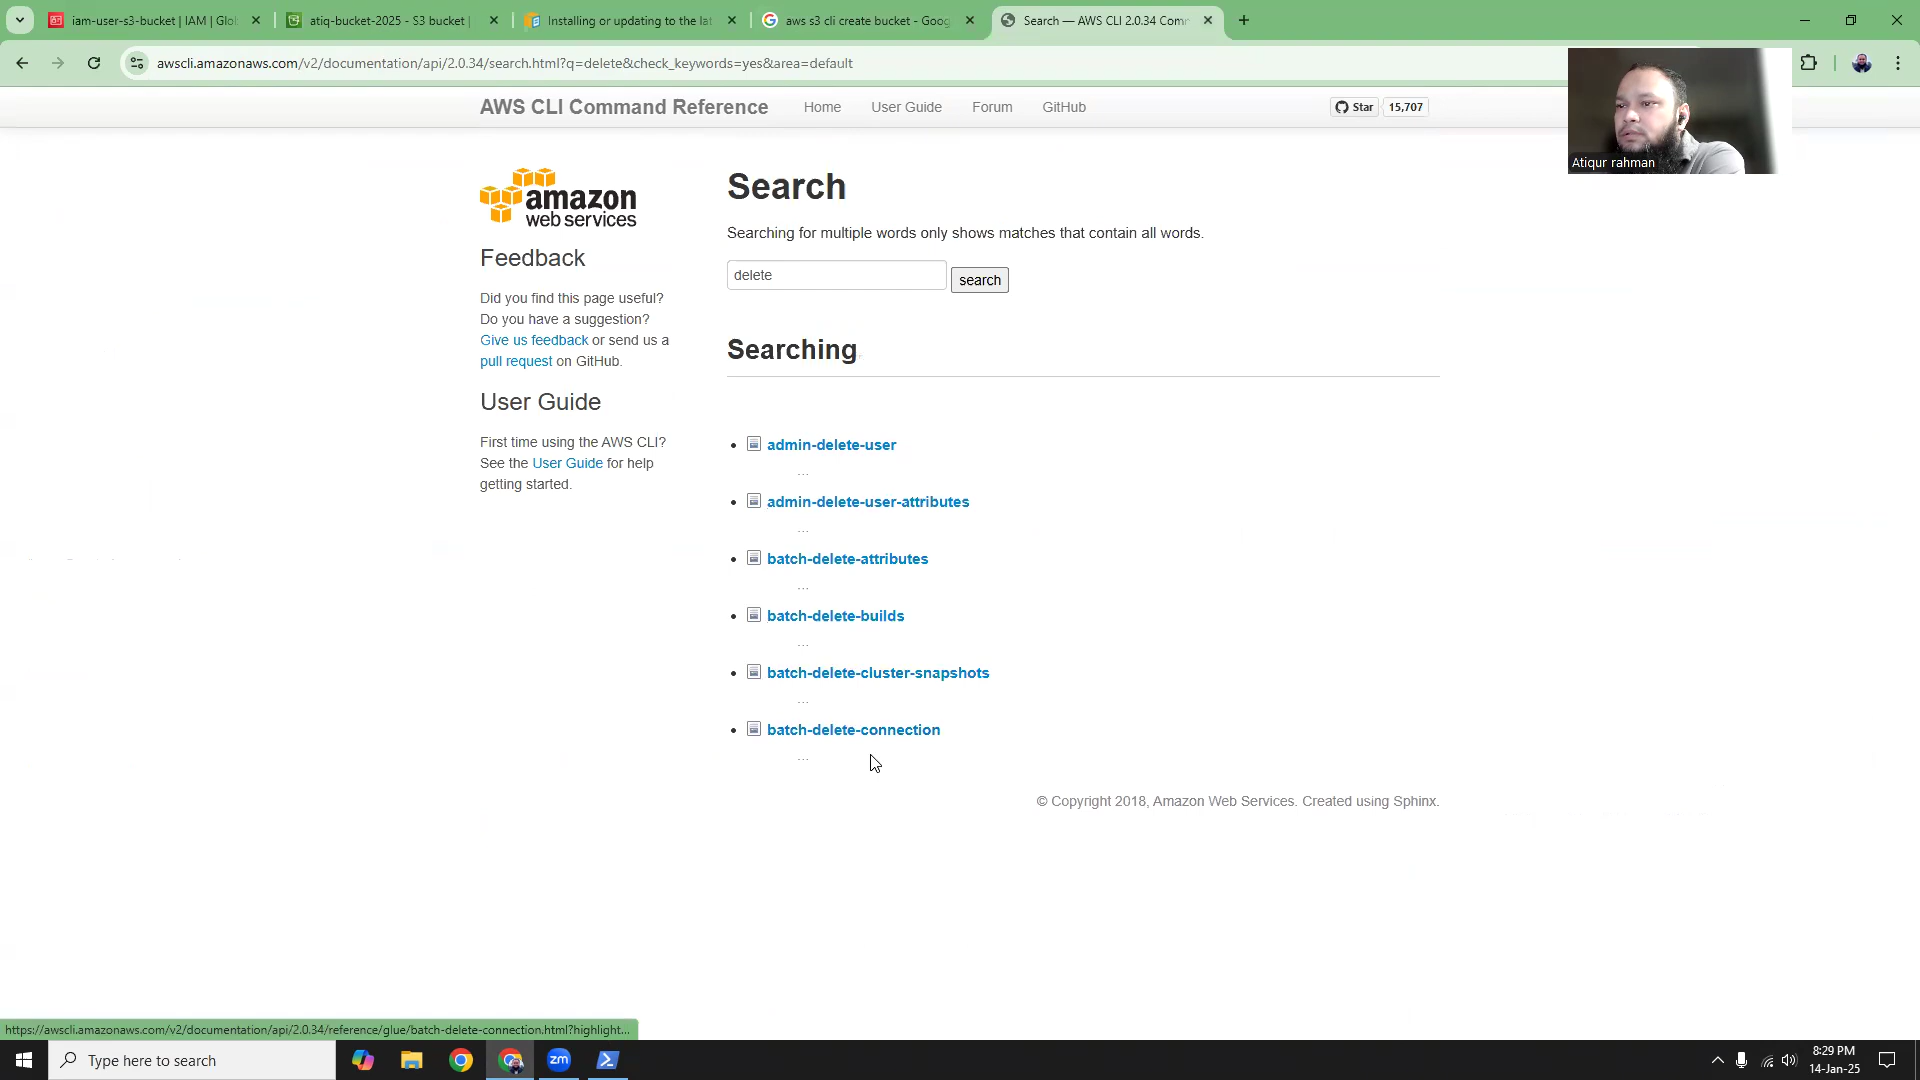 iam-user-s3-bucket | IAM | Glo
atiq-bucket-2025 - S3 bucket |
Installing or updating to the lat
aws s3 cli create bucket - Goog
Search — AWS CLI 2.0.34 Com
awscli.amazonaws.com/v2/documentation/api/2.0.34/search.html?q=delete&check_keywords=yes&area=default
AWS CLI Command Reference
Home
User Guide
Forum
GitHub
Star
15,707
Atiqur rahman
amazon
web services
Feedback
Did you find this page useful?
Do you have a suggestion?
Give us feedback or send us a
pull request on GitHub.
User Guide
First time using the AWS CLI?
See the User Guide for help
getting started.
Search
Searching for multiple words only shows matches that contain all words.
delete
search
Searching
admin-delete-user
...
admin-delete-user-attributes
...
batch-delete-attributes
...
batch-delete-builds
...
batch-delete-cluster-snapshots
...
batch-delete-connection
...
© Copyright 2018, Amazon Web Services. Created using Sphinx.
https://awscli.amazonaws.com/v2/documentation/api/2.0.34/reference/glue/batch-delete-connection.html?highlight...
Type here to search
zm
8:29 PM
14-Jan-25